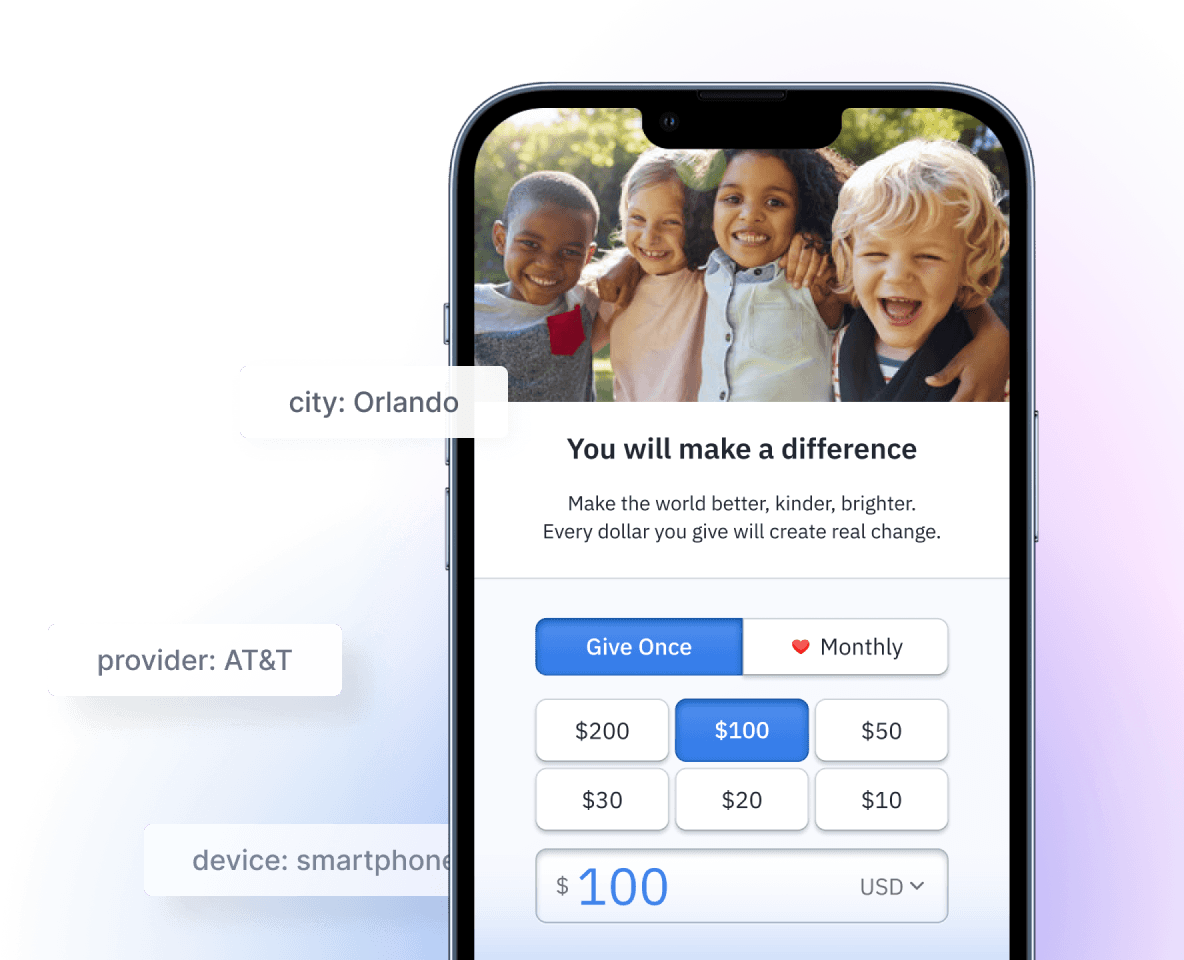 city: Orlando
You will make a difference
Make the world better, kinder, brighter.
Every dollar you give will create real change.
provider: AT&T
Give Once
Monthly
$200
$100
$50
$30
$20
$10
device: smartphone
$ 100
USD